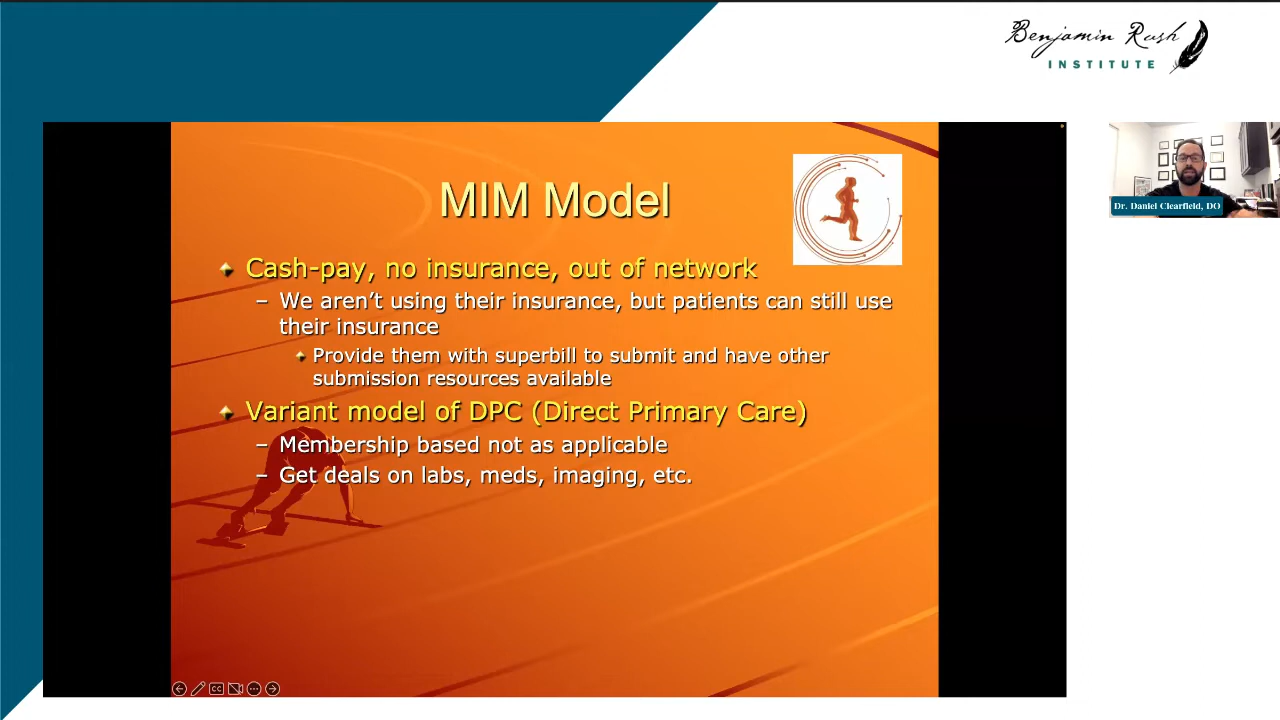 Benjamin Rush
INSTITUTE
MIM Model
Cash-pay, no insurance, out of network
– We aren’t using their insurance, but patients can still use
their insurance
Provide them with superbill to submit and have other
submission resources available
Variant model of DPC (Direct Primary Care)
– Membership based not as applicable
– Get deals on labs, meds, imaging, etc.
Dr. Daniel Clearfield, DO
CC